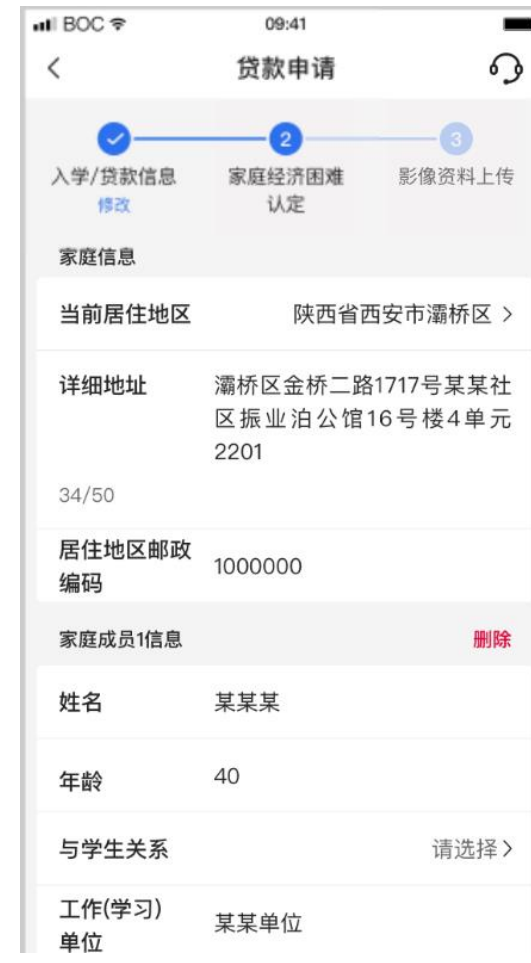 BOC 09:41
贷款申请
2 3
入学/贷款信息 家庭经济困难 影像资料上传
修改 认定
家庭信息
当前居住地区 陕西省西安市灞桥区
详细地址 灞桥区金桥二路1717号某某社
区振业泊公馆16号楼4单元
2201
34/50
居住地区邮政
编码 1000000
家庭成员1信息 删除
姓名 某某某
年龄 40
与学生关系 请选择
工作(学习)
单位 某某单位